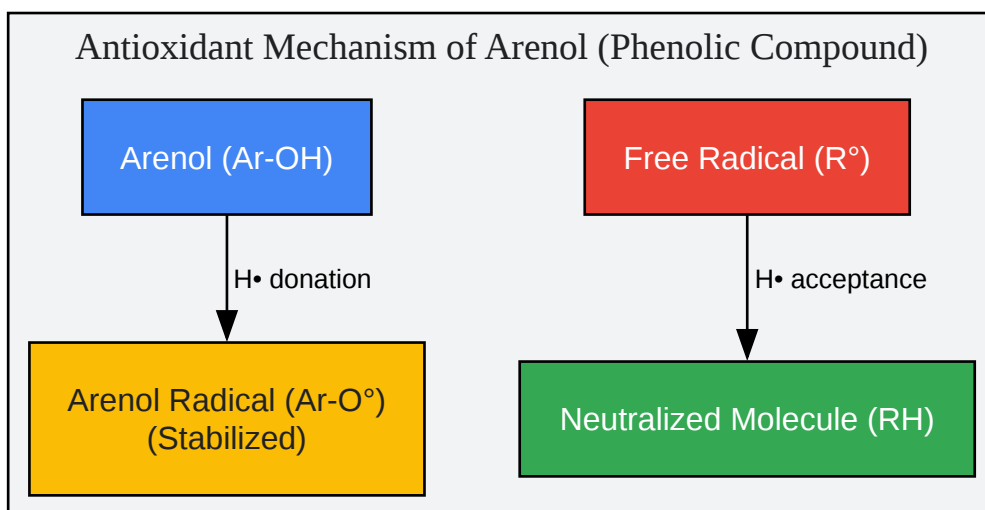 Antioxidant Mechanism of Arenol (Phenolic Compound)
Arenol (Ar-OH)
Free Radical (R°)
H• donation
H• acceptance
Arenol Radical (Ar-O°)
(Stabilized)
Neutralized Molecule (RH)